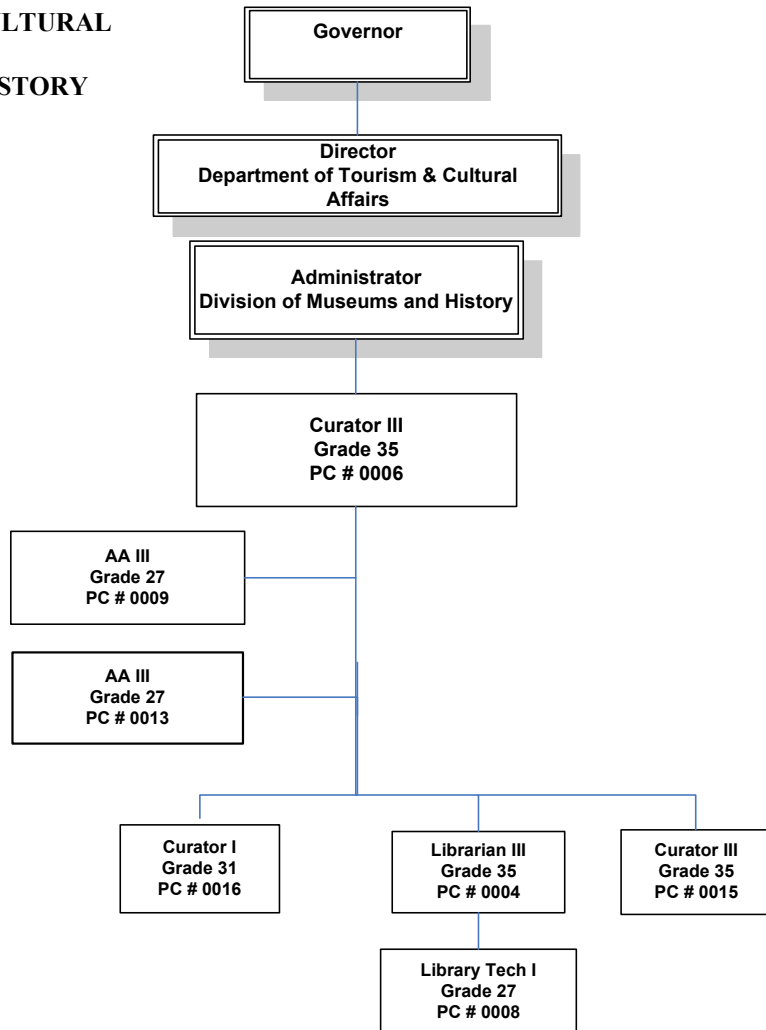 LTURAL
STORY
Governor
Director
Department of Tourism & Cultural
Affairs
Administrator
Division of Museums and History
Curator III
Grade 35
PC # 0006
AA III
Grade 27
PC # 0009
AA III
Grade 27
PC # 0013
Curator I
Grade 31
PC # 0016
Librarian III
Grade 35
PC # 0004
Curator III
Grade 35
PC # 0015
Library Tech I
Grade 27
PC # 0008